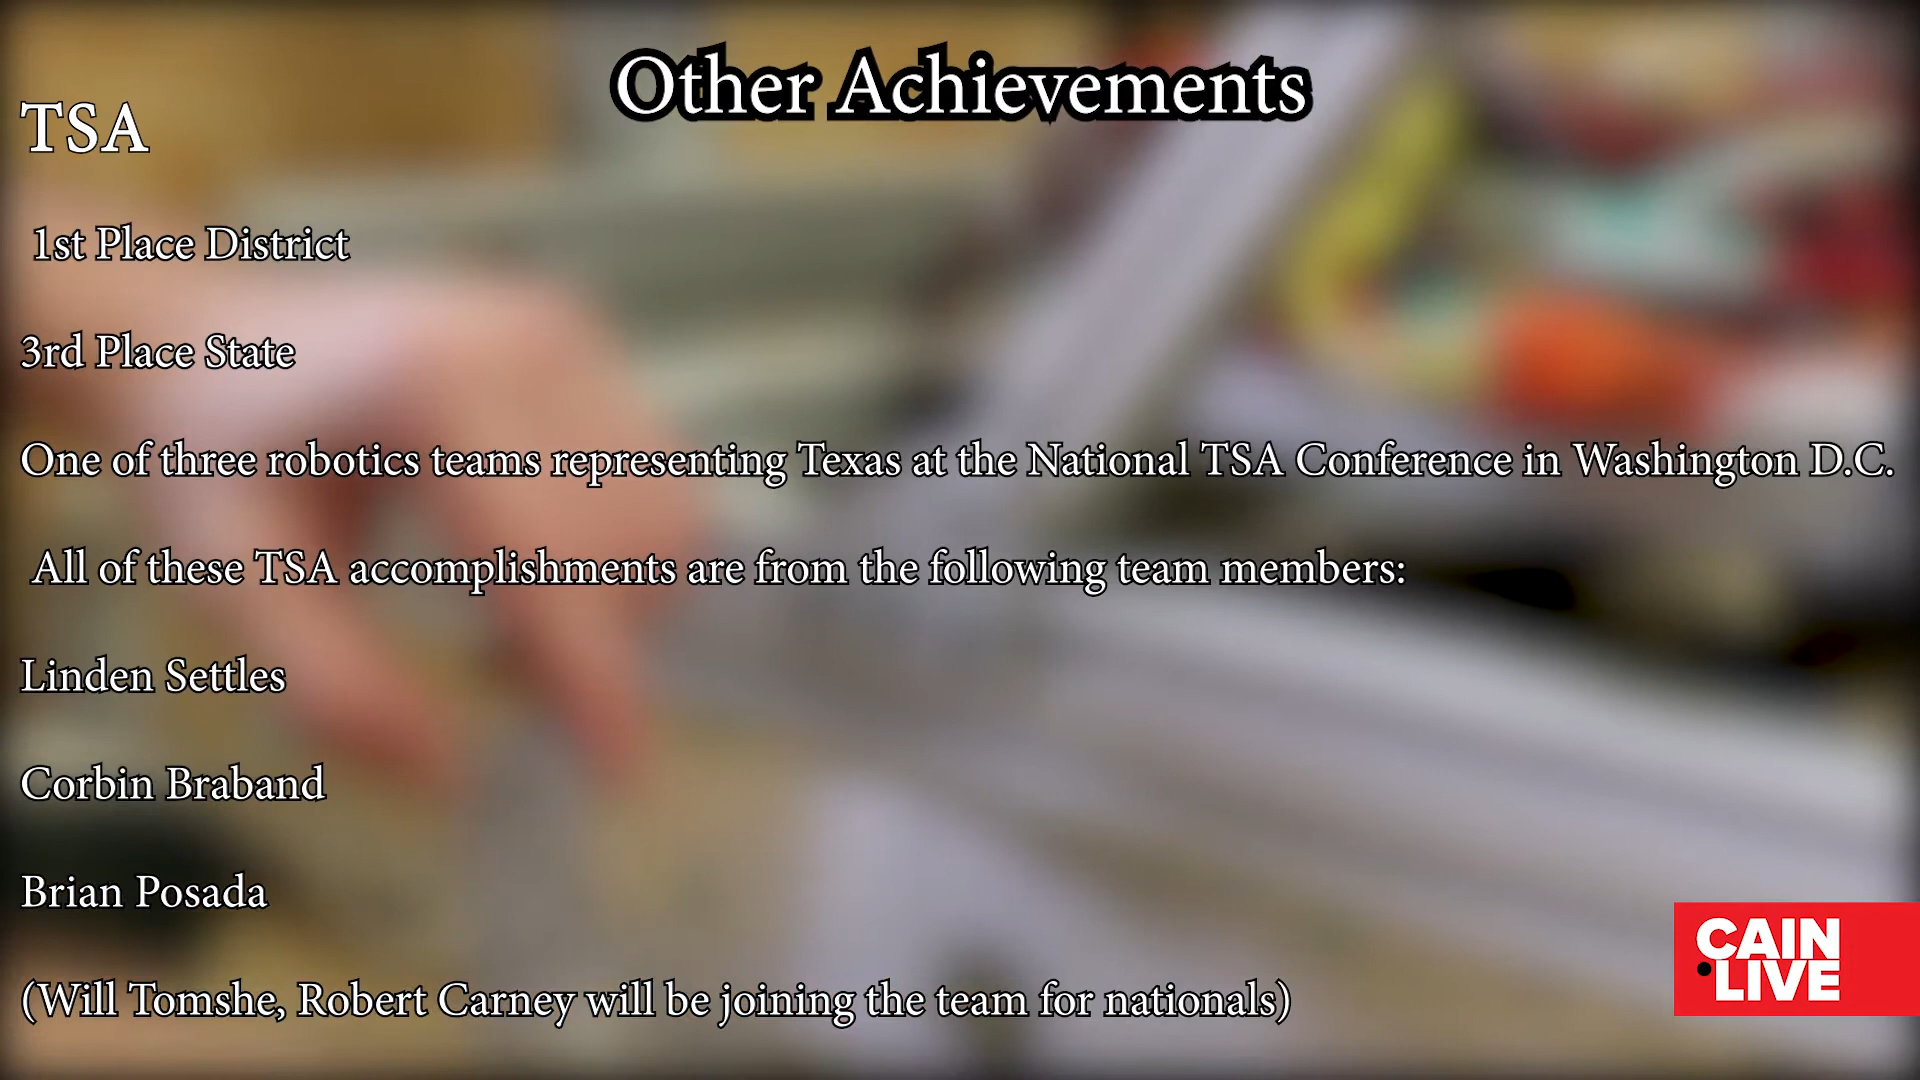 Other Achievements
TSA
1st Place District
3rd Place State
One of three robotics teams representing Texas at the National TSA Conference in Washington D.C.
All of these TSA accomplishments are from the following team members:
Linden Settles
Corbin Braband
Brian Posada
(Will Tomshe, Robert Carney will be joining the team for nationals)
CAIN
LIVE